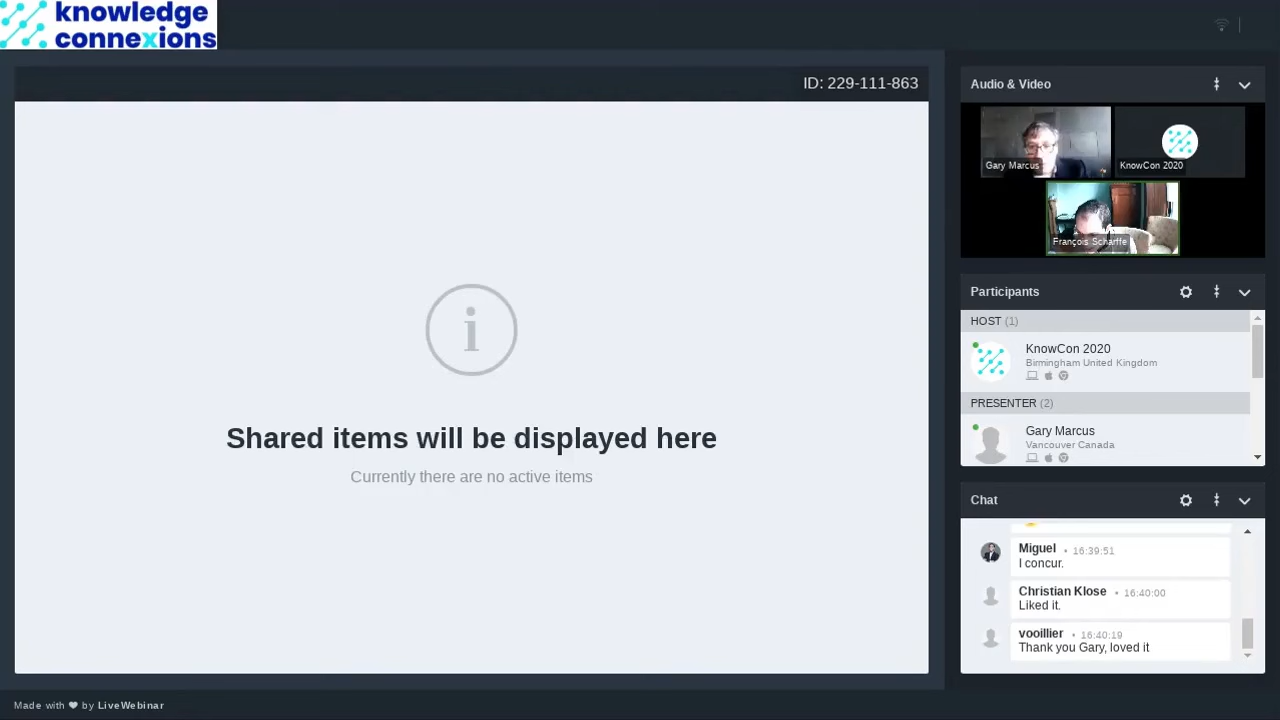 knowledge
connexions
ID: 229-111-863
i
Shared items will be displayed here
Currently there are no active items
Audio & Video
Gary Marcus
KnowCon 2020
François Scharffe
Participants
HOST (1)
KnowCon 2020
Birmingham United Kingdom
PRESENTER (2)
Gary Marcus
Vancouver Canada
Chat
Miguel • 16:39:51
I concur.
Christian Klose • 16:40:00
Liked it.
vooillier • 16:40:19
Thank you Gary, loved it
Made with ❤ by LiveWebinar